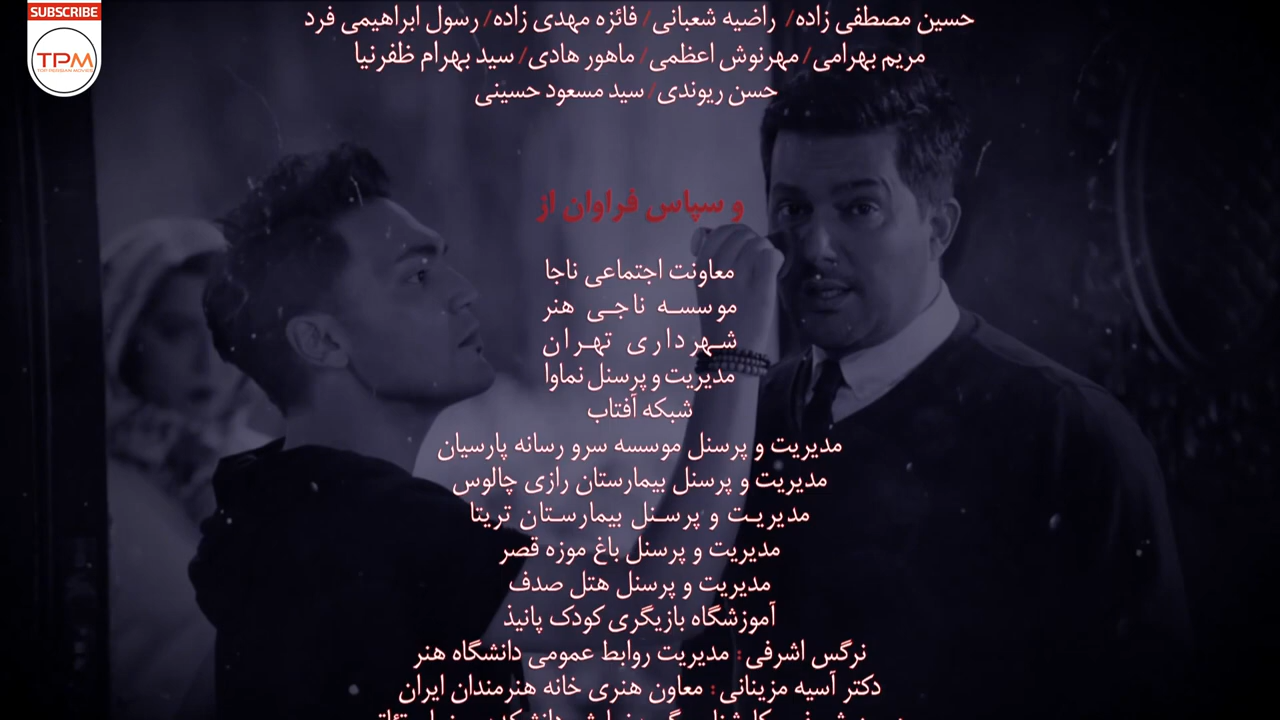 SUBSCRIBE
TPM
TOP PERSIAN MOVIES
حسین مصطفی زاده/ راضیه شعبانی/ فائزه مهدی زاده/ رسول ابراهیمی فرد
مریم بهرامی/ مهرنوش اعظمی/ ماهور هادی/ سید بهرام ظفرنیا
حسن ریوندی/ سید مسعود حسینی
و سپاس فراوان از
معاونت اجتماعی ناجا
موسسه ناجی هنر
شهرداری تهران
مدیریت و پرسنل نماوا
شبکه آفتاب
مدیریت و پرسنل موسسه سرو رسانه پارسیان
مدیریت و پرسنل بیمارستان رازی چالوس
مدیریت و پرسنل بیمارستان تریتا
مدیریت و پرسنل باغ موزه قصر
مدیریت و پرسنل هتل صدف
آموزشگاه بازیگری کودک پانیذ
نرگس اشرفی: مدیریت روابط عمومی دانشگاه هنر
دکتر آسیه مزینانی: معاون هنری خانه هنرمندان ایران